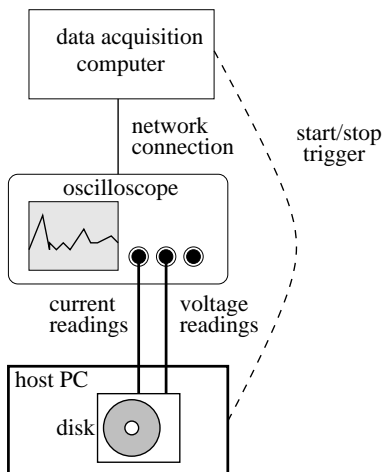 data acquisition
computer
network
connection
start/stop
trigger
oscilloscope
current
readings
voltage
readings
host PC
disk